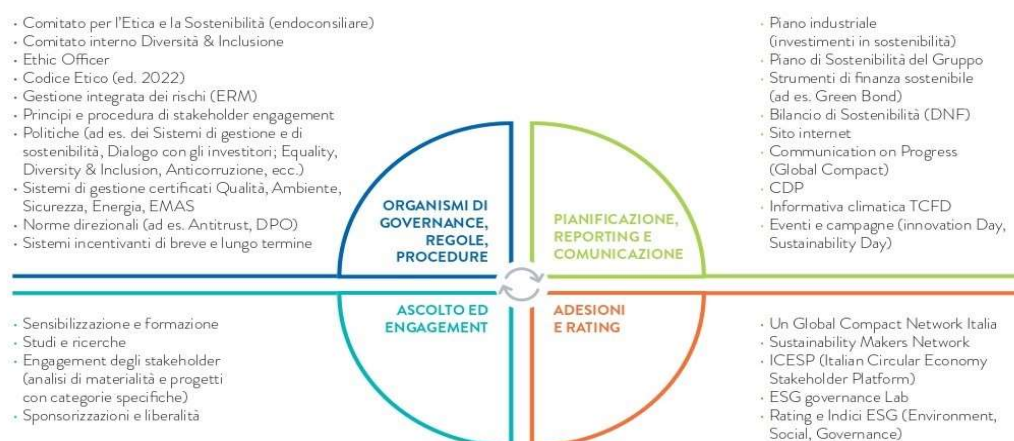 · Comitato per l'Etica e la Sostenibilità (endoconsiliare)
· Comitato interno Diversità & Inclusione
· Ethic Officer
· Codice Etico (ed. 2022)
· Gestione integrata dei rischi (ERM)
· Principi e procedura di stakeholder engagement
· Politiche (ad es. dei Sistemi di gestione e di
sostenibilità, Dialogo con gli investitori; Equality,
Diversity & Inclusion, Anticorruzione, ecc.)
· Sistemi di gestione certificati Qualità, Ambiente,
Sicurezza, Energia, EMAS
· Norme direzionali (ad es. Antitrust, DPO)
· Sistemi incentivanti di breve e lungo termine
ORGANISMI DI
GOVERNANCE,
REGOLE,
PROCEDURE
PIANIFICAZIONE,
REPORTING E
COMUNICAZIONE
· Piano industriale
(investimenti in sostenibilità)
· Piano di Sostenibilità del Gruppo
· Strumenti di finanza sostenibile
(ad es. Green Bond)
· Bilancio di Sostenibilità (DNF)
· Sito internet
· Communication on Progress
(Global Compact)
· CDP
· Informativa climatica TCFD
· Eventi e campagne (innovation Day,
Sustainability Day)
· Sensibilizzazione e formazione
· Studi e ricerche
· Engagement degli stakeholder
(analisi di materialità e progetti
con categorie specifiche)
· Sponsorizzazioni e liberalità
ASCOLTO ED
ENGAGEMENT
ADESIONI
E RATING
· Un Global Compact Network Italia
· Sustainability Makers Network
· ICESP (Italian Circular Economy
Stakeholder Platform)
· ESG governance Lab
· Rating e Indici ESG (Environment,
Social, Governance)